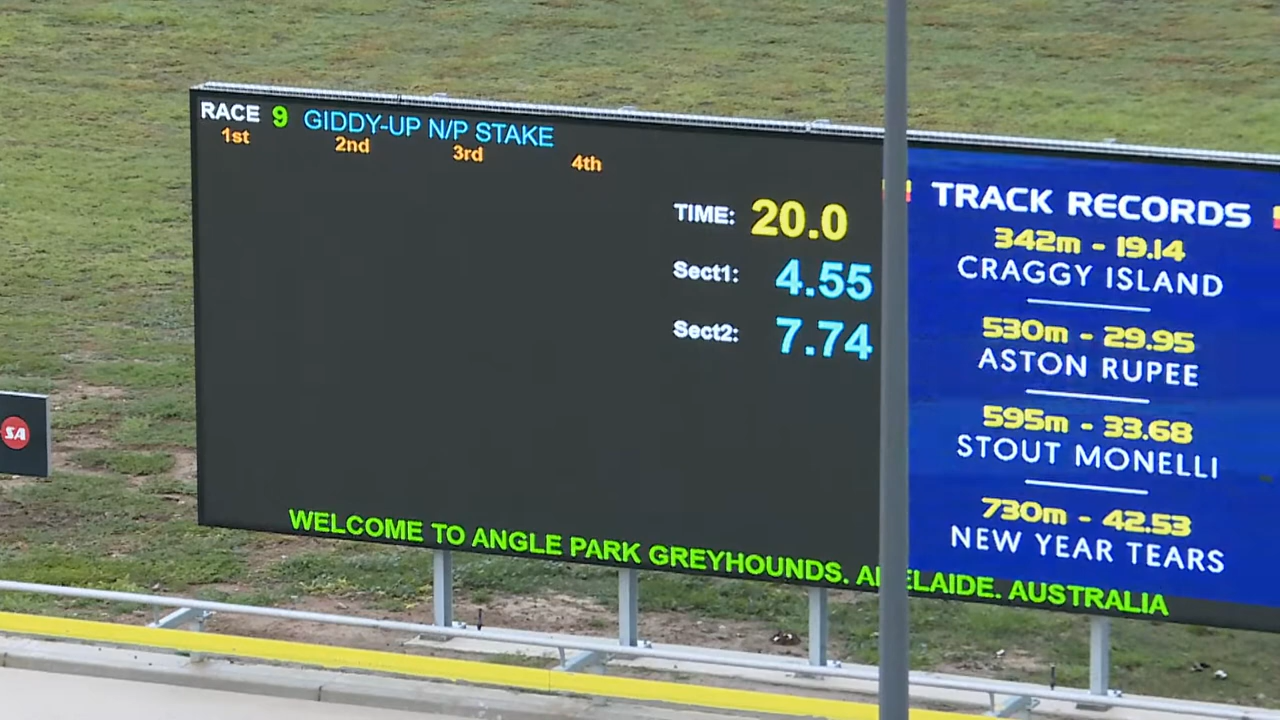 RACE 9 GIDDY-UP N/P STAKE
1st 2nd 3rd 4th
TIME: 20.0
Sect1: 4.55
Sect2: 7.74
TRACK RECORDS
342m - 19.14
CRAGGY ISLAND
530m - 29.95
ASTON RUPEE
595m - 33.68
STOUT MONELLI
730m - 42.53
NEW YEAR TEARS
WELCOME TO ANGLE PARK GREYHOUNDS. ADELAIDE. AUSTRALIA
SA